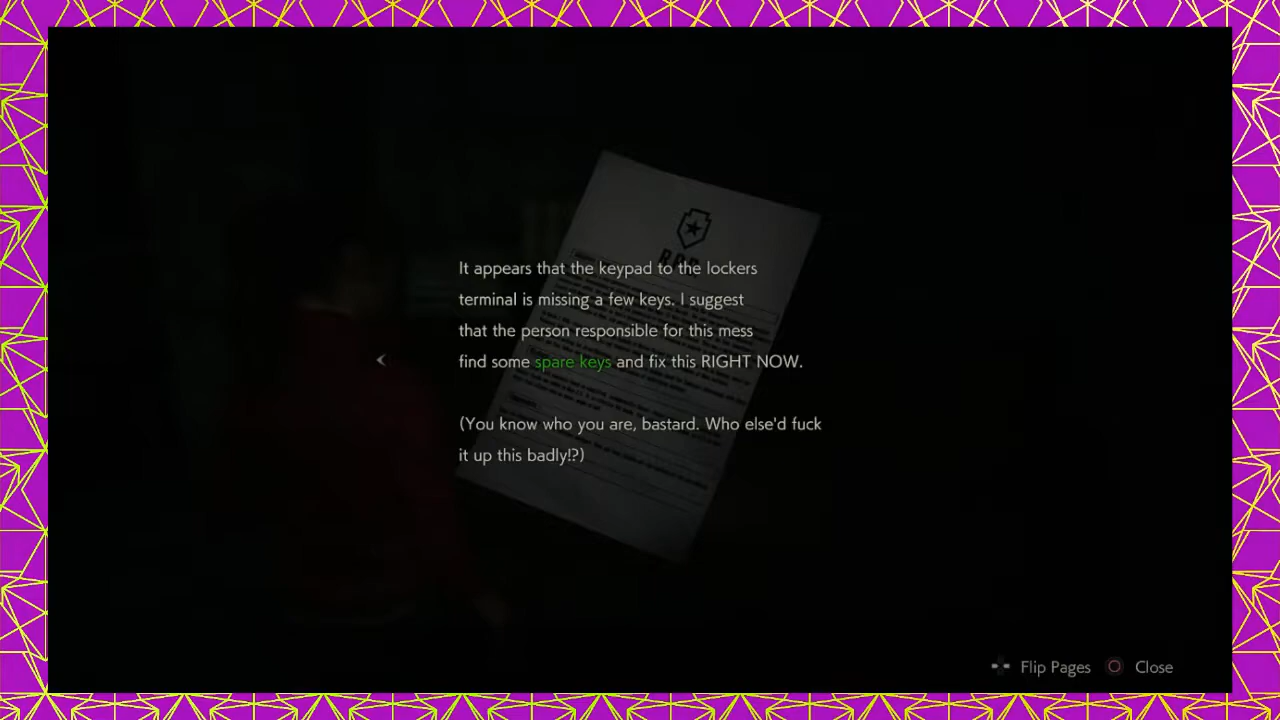 R.P.D.
It appears that the keypad to the lockers
terminal is missing a few keys. I suggest
that the person responsible for this mess
find some spare keys and fix this RIGHT NOW.
(You know who you are, bastard. Who else'd fuck
it up this badly!?)
Flip Pages Close